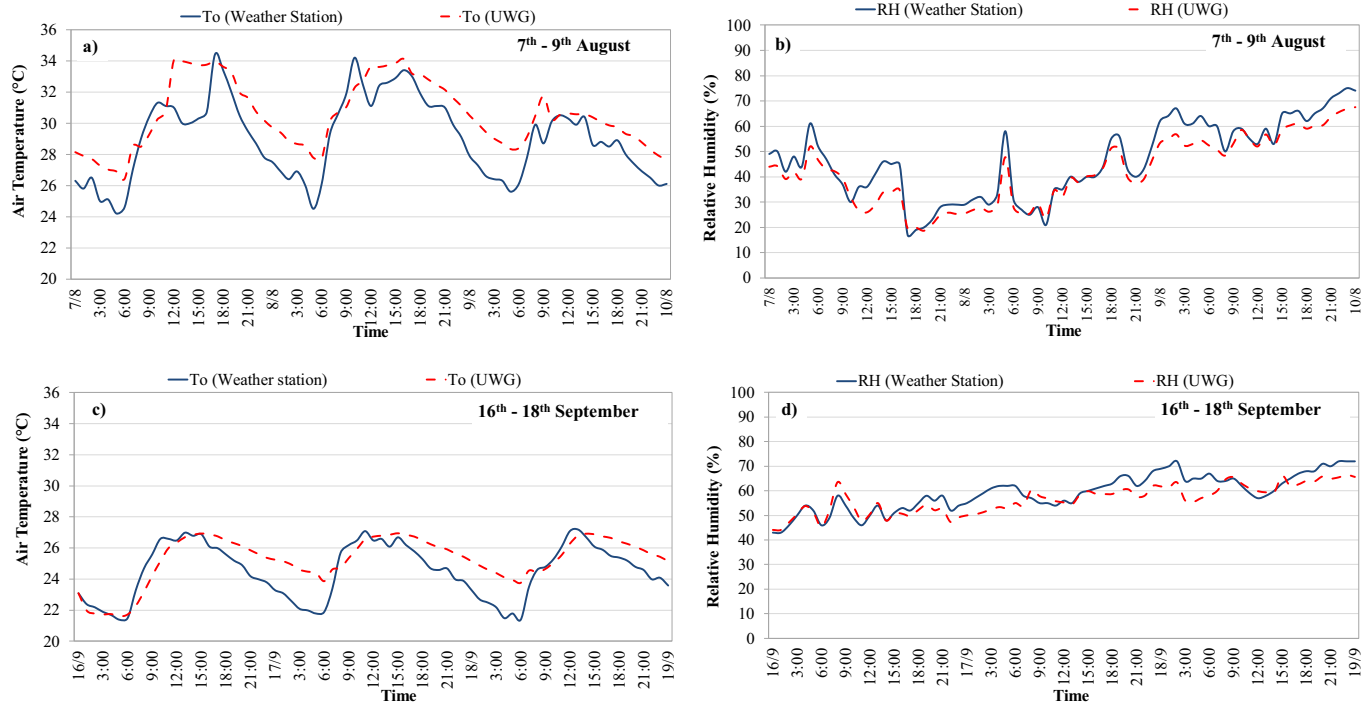 To (Weather Station) To (UWG)
a) 7th - 9th August
Air Temperature (°C)
36
34
32
30
28
26
24
22
20
7/8 3:00 6:00 9:00 12:00 15:00 18:00 21:00 8/8 3:00 6:00 9:00 12:00 15:00 18:00 21:00 9/8 3:00 6:00 9:00 12:00 15:00 18:00 21:00 10/8
Time
RH (Weather Station) RH (UWG)
b) 7th - 9th August
Relative Humidity (%)
100
90
80
70
60
50
40
30
20
10
0
7/8 3:00 6:00 9:00 12:00 15:00 18:00 21:00 8/8 3:00 6:00 9:00 12:00 15:00 18:00 21:00 9/8 3:00 6:00 9:00 12:00 15:00 18:00 21:00 10/8
Time
To (Weather station) To (UWG)
c) 16th - 18th September
Air Temperature (°C)
36
34
32
30
28
26
24
22
20
16/9 3:00 6:00 9:00 12:00 15:00 18:00 21:00 17/9 3:00 6:00 9:00 12:00 15:00 18:00 21:00 18/9 3:00 6:00 9:00 12:00 15:00 18:00 21:00 19/9
Time
RH (Weather Station) RH (UWG)
d) 16th - 18th September
Relative Humidity (%)
100
90
80
70
60
50
40
30
20
10
0
16/9 3:00 6:00 9:00 12:00 15:00 18:00 21:00 17/9 3:00 6:00 9:00 12:00 15:00 18:00 21:00 18/9 3:00 6:00 9:00 12:00 15:00 18:00 21:00 19/9
Time